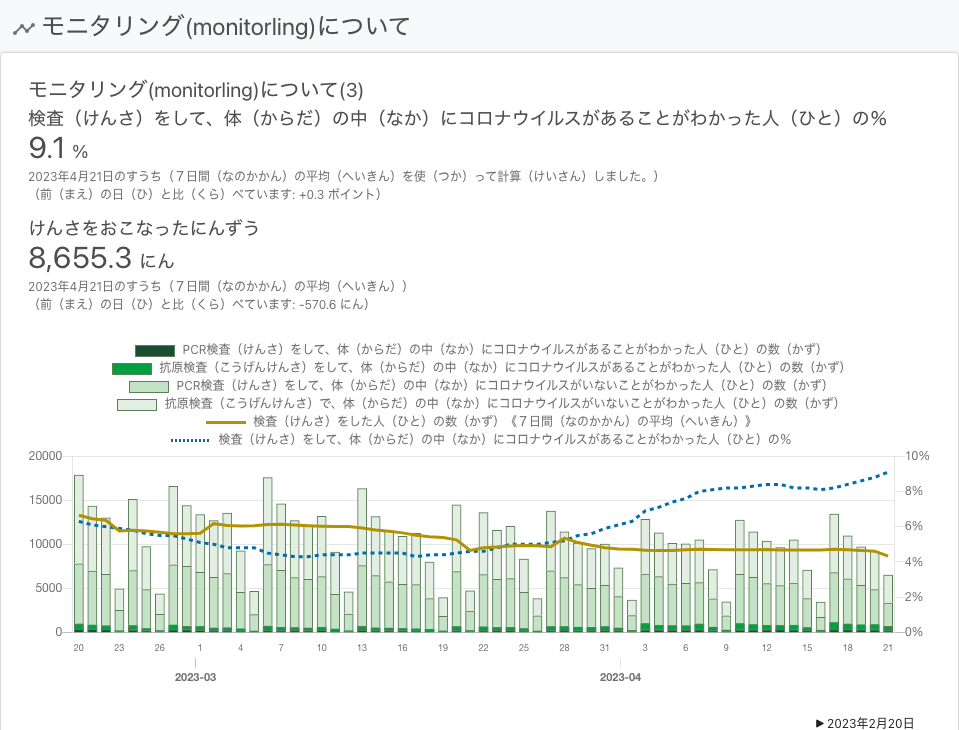 モニタリング(monitorling)について
モニタリング(monitorling)について(3)
検査（けんさ）をして、体（からだ）の中（なか）にコロナウイルスがあることがわかった人（ひと）の％
9.1 %
2023年4月21日のすうち（７日間（なのかかん）の平均（へいきん）を使（つか）って計算（けいさん）しました。）
（前（まえ）の日（ひ）と比（くら）べています: +0.3 ポイント）
けんさをおこなったにんずう
8,655.3 にん
2023年4月21日のすうち（７日間（なのかかん）の平均（へいきん））
（前（まえ）の日（ひ）と比（くら）べています: -570.6 にん）
PCR検査（けんさ）をして、体（からだ）の中（なか）にコロナウイルスがあることがわかった人（ひと）の数（かず）
抗原検査（こうげんけんさ）をして、体（からだ）の中（なか）にコロナウイルスがあることがわかった人（ひと）の数（かず）
PCR検査（けんさ）をして、体（からだ）の中（なか）にコロナウイルスがいないことがわかった人（ひと）の数（かず）
抗原検査（こうげんけんさ）で、体（からだ）の中（なか）にコロナウイルスがいないことがわかった人（ひと）の数（かず）
検査（けんさ）をした人（ひと）の数（かず）《７日間（なのかかん）の平均（へいきん）》
検査（けんさ）をして、体（からだ）の中（なか）にコロナウイルスがあることがわかった人（ひと）の％
20000 10%
8%
15000
6%
10000
4%
5000
2%
0 0%
20 23 26 1 4 7 10 13 16 19 22 25 28 31 3 6 9 12 15 18 21
2023-03 2023-04
▶2023年2月20日